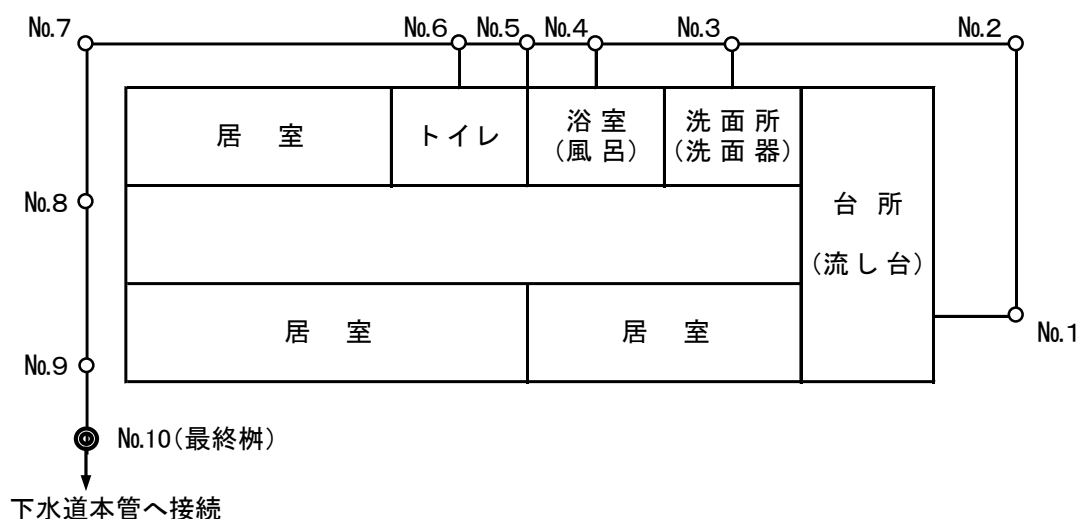 №.7
№.6
№.5
№.4
№.3
№.2
居 室
トイレ
浴室
(風呂)
洗面所
(洗面器)
№.8
台 所
(流し台)
居 室
居 室
№.9
№.1
№.10(最終桝)
下水道本管へ接続